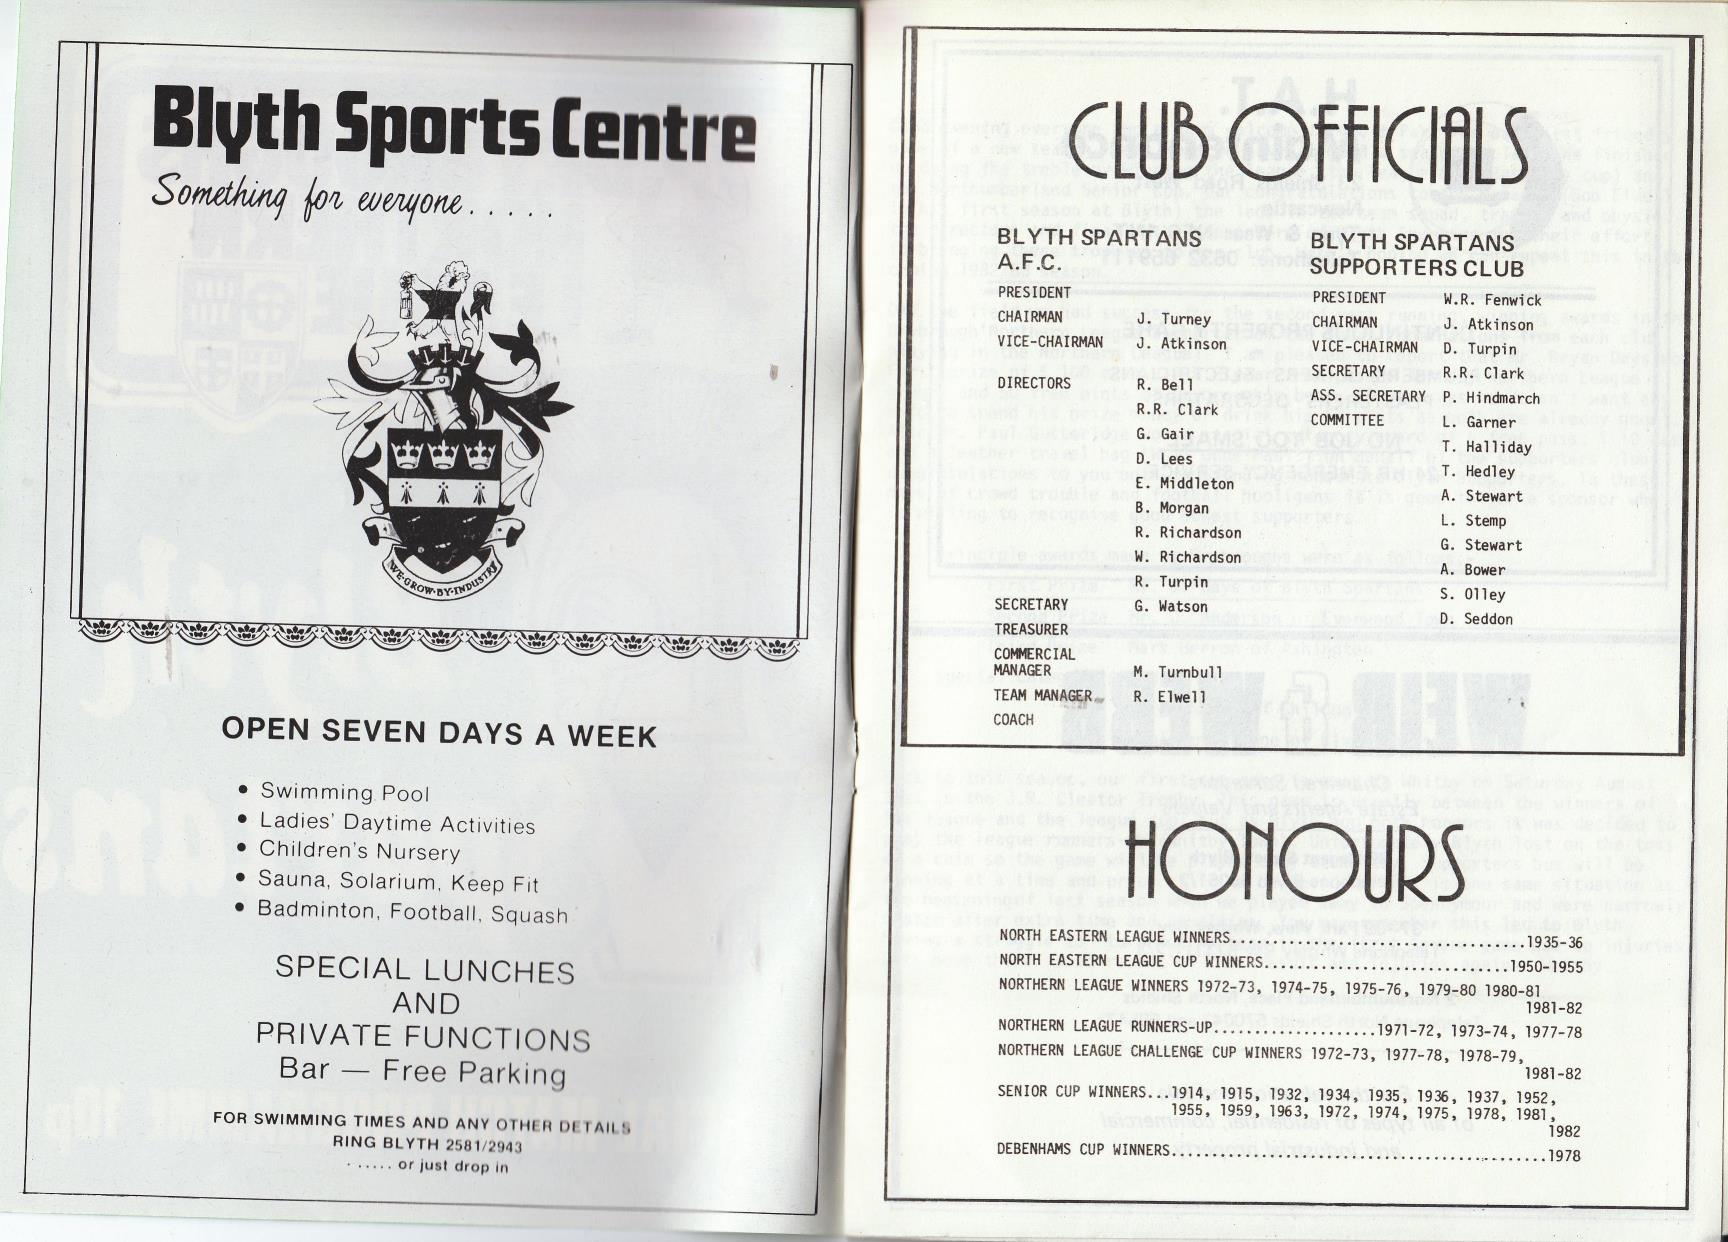 Blyth Sports Centre
Something for everyone.....
WE·GROW·BY·INDUSTRY
OPEN SEVEN DAYS A WEEK
• Swimming Pool
• Ladies' Daytime Activities
• Children's Nursery
• Sauna, Solarium, Keep Fit
• Badminton, Football, Squash
SPECIAL LUNCHES
AND
PRIVATE FUNCTIONS
Bar — Free Parking
FOR SWIMMING TIMES AND ANY OTHER DETAILS
RING BLYTH 2581/2943
. ..... or just drop in
CLUB OFFICIALS
BLYTH SPARTANS
A.F.C.
PRESIDENT
CHAIRMAN J. Turney
VICE-CHAIRMAN J. Atkinson
DIRECTORS R. Bell
R.R. Clark
G. Gair
D. Lees
E. Middleton
B. Morgan
R. Richardson
W. Richardson
R. Turpin
SECRETARY G. Watson
TREASURER
COMMERCIAL
MANAGER M. Turnbull
TEAM MANAGER R. Elwell
COACH
BLYTH SPARTANS
SUPPORTERS CLUB
PRESIDENT W.R. Fenwick
CHAIRMAN J. Atkinson
VICE-CHAIRMAN D. Turpin
SECRETARY R.R. Clark
ASS. SECRETARY P. Hindmarch
COMMITTEE L. Garner
T. Halliday
T. Hedley
A. Stewart
L. Stemp
G. Stewart
A. Bower
S. Olley
D. Seddon
HONOURS
NORTH EASTERN LEAGUE WINNERS....................................1935-36
NORTH EASTERN LEAGUE CUP WINNERS..............................1950-1955
NORTHERN LEAGUE WINNERS 1972-73, 1974-75, 1975-76, 1979-80 1980-81
1981-82
NORTHERN LEAGUE RUNNERS-UP....................1971-72, 1973-74, 1977-78
NORTHERN LEAGUE CHALLENGE CUP WINNERS 1972-73, 1977-78, 1978-79,
1981-82
SENIOR CUP WINNERS...1914, 1915, 1932, 1934, 1935, 1936, 1937, 1952,
1955, 1959, 1963, 1972, 1974, 1975, 1978, 1981,
1982
DEBENHAMS CUP WINNERS..............................................1978